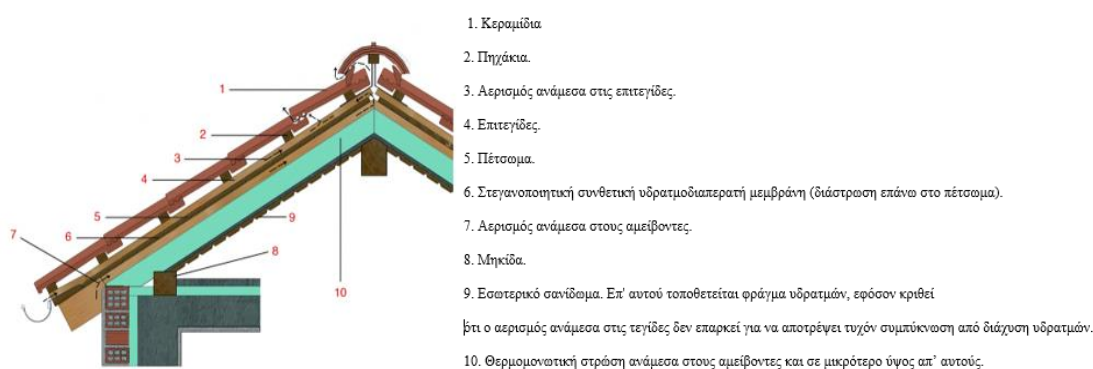 1. Κεραμίδια
2. Πηχάκια.
3. Αερισμός ανάμεσα στις επιτεγίδες.
4. Επιτεγίδες.
5. Πέτσωμα.
6. Στεγανοποιητική συνθετική υδρατμοδιαπερατή μεμβράνη (διάστρωση επάνω στο πέτσωμα).
7. Αερισμός ανάμεσα στους αμείβοντες.
8. Μηκίδα.
9. Εσωτερικό σανίδωμα. Επ' αυτού τοποθετείται φράγμα υδρατμών, εφόσον κριθεί
ότι ο αερισμός ανάμεσα στις τεγίδες δεν επαρκεί για να αποτρέψει τυχόν συμπύκνωση από διάχυση υδρατμών.
10. Θερμομονωτική στρώση ανάμεσα στους αμείβοντες και σε μικρότερο ύψος απ’ αυτούς.
1
2
3
4
5
6
7
9
8
10